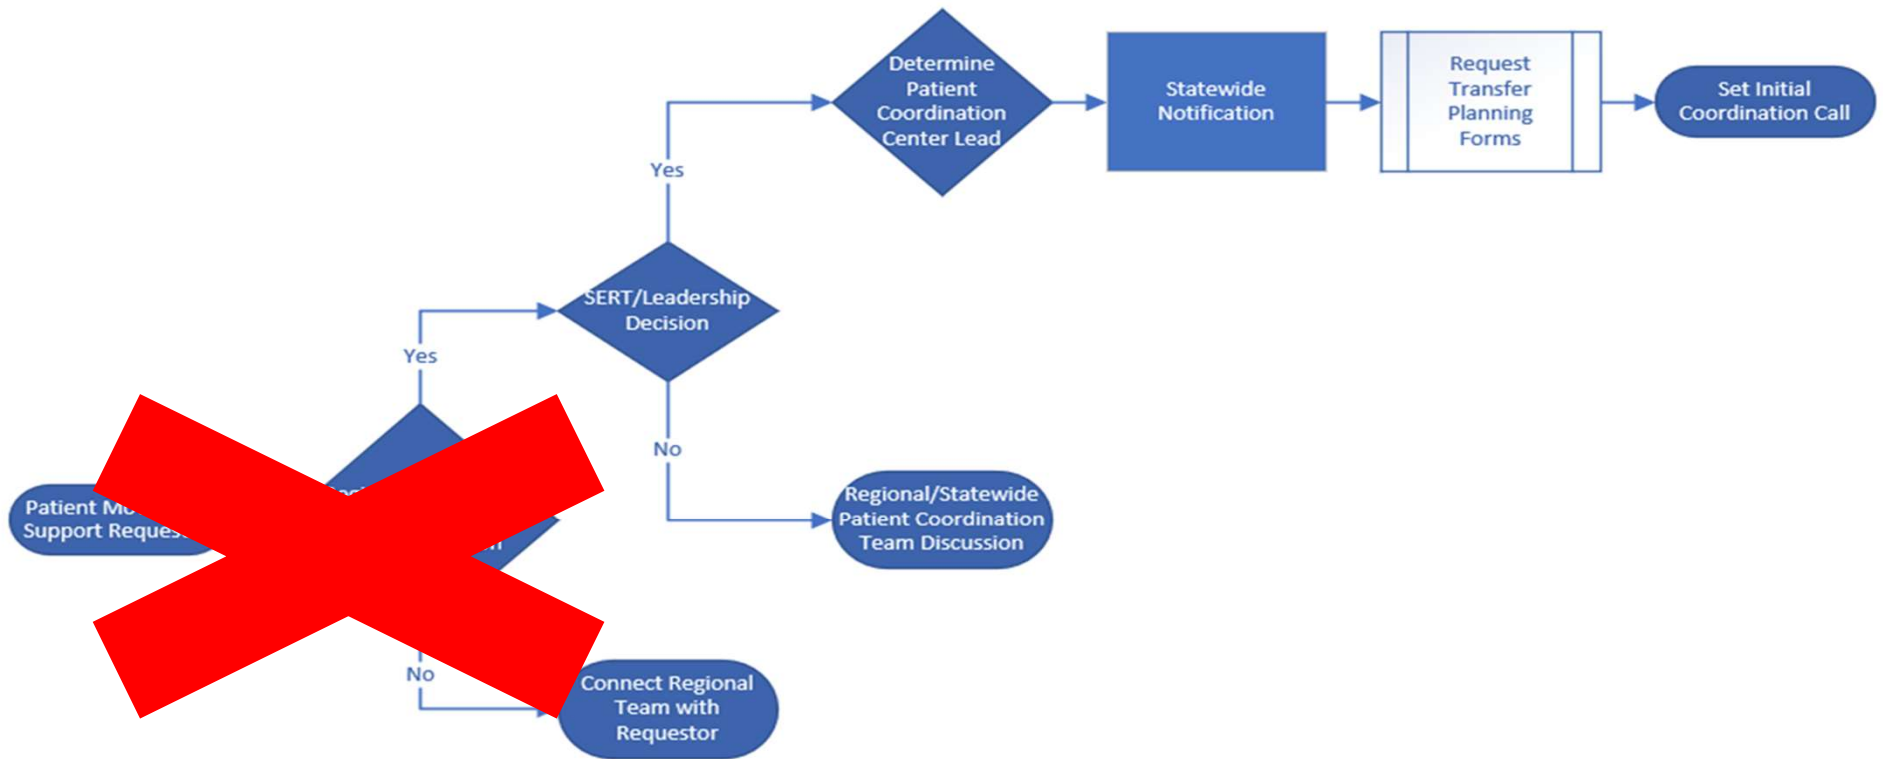 Determine
Patient
Coordination
Center Lead
Statewide
Notification
Request
Transfer
Planning
Forms
Set Initial
Coordination Call
Yes
SERT/Leadership
Decision
Yes
No
Patient
Support
Regional/Statewide
Patient Coordination
Team Discussion
No
Connect Regional
Team with
Requestor